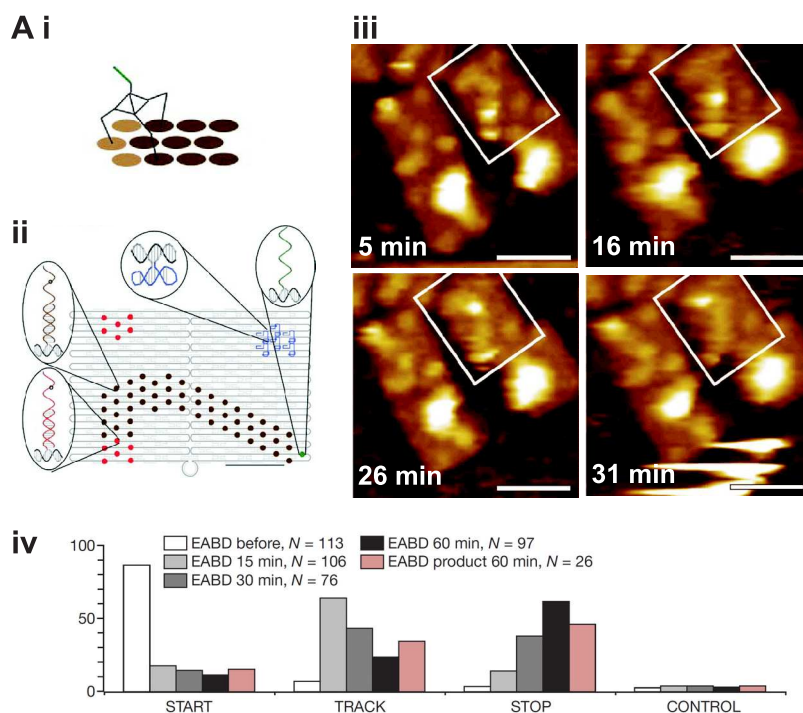 A i
iii
ii
5 min
16 min
26 min
31 min
iv
EABD before, N = 113
EABD 15 min, N = 106
EABD 30 min, N = 76
EABD 60 min, N = 97
EABD product 60 min, N = 26
100
50
0
START
TRACK
STOP
CONTROL